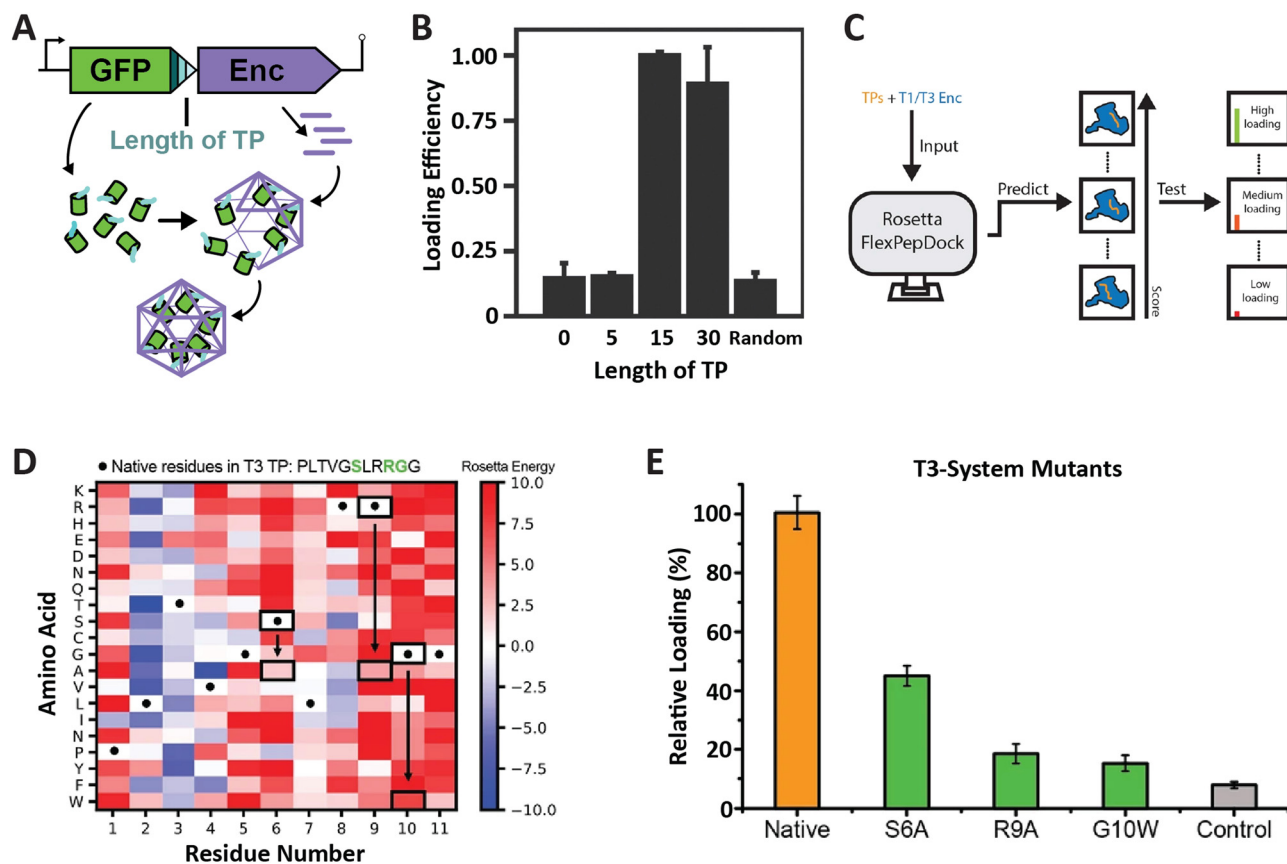 A
GFP
Enc
Length of TP
B
Loading Efficiency
1.00
0.75
0.50
0.25
0
0 5 15 30 Random
Length of TP
C
TPs + T1/T3 Enc
Input
Rosetta
FlexPepDock
Predict
Score
Test
High
loading
Medium
loading
Low
loading
D
Native residues in T3 TP: PLTVGSLRRGG
Rosetta Energy
Amino Acid
K
R
H
E
D
N
Q
T
S
C
G
A
V
L
I
N
P
Y
F
W
1 2 3 4 5 6 7 8 9 10 11
Residue Number
10.0
7.5
5.0
2.5
0.0
−2.5
−5.0
−7.5
−10.0
E
T3-System Mutants
Relative Loading (%)
100
80
60
40
20
0
Native S6A R9A G10W Control